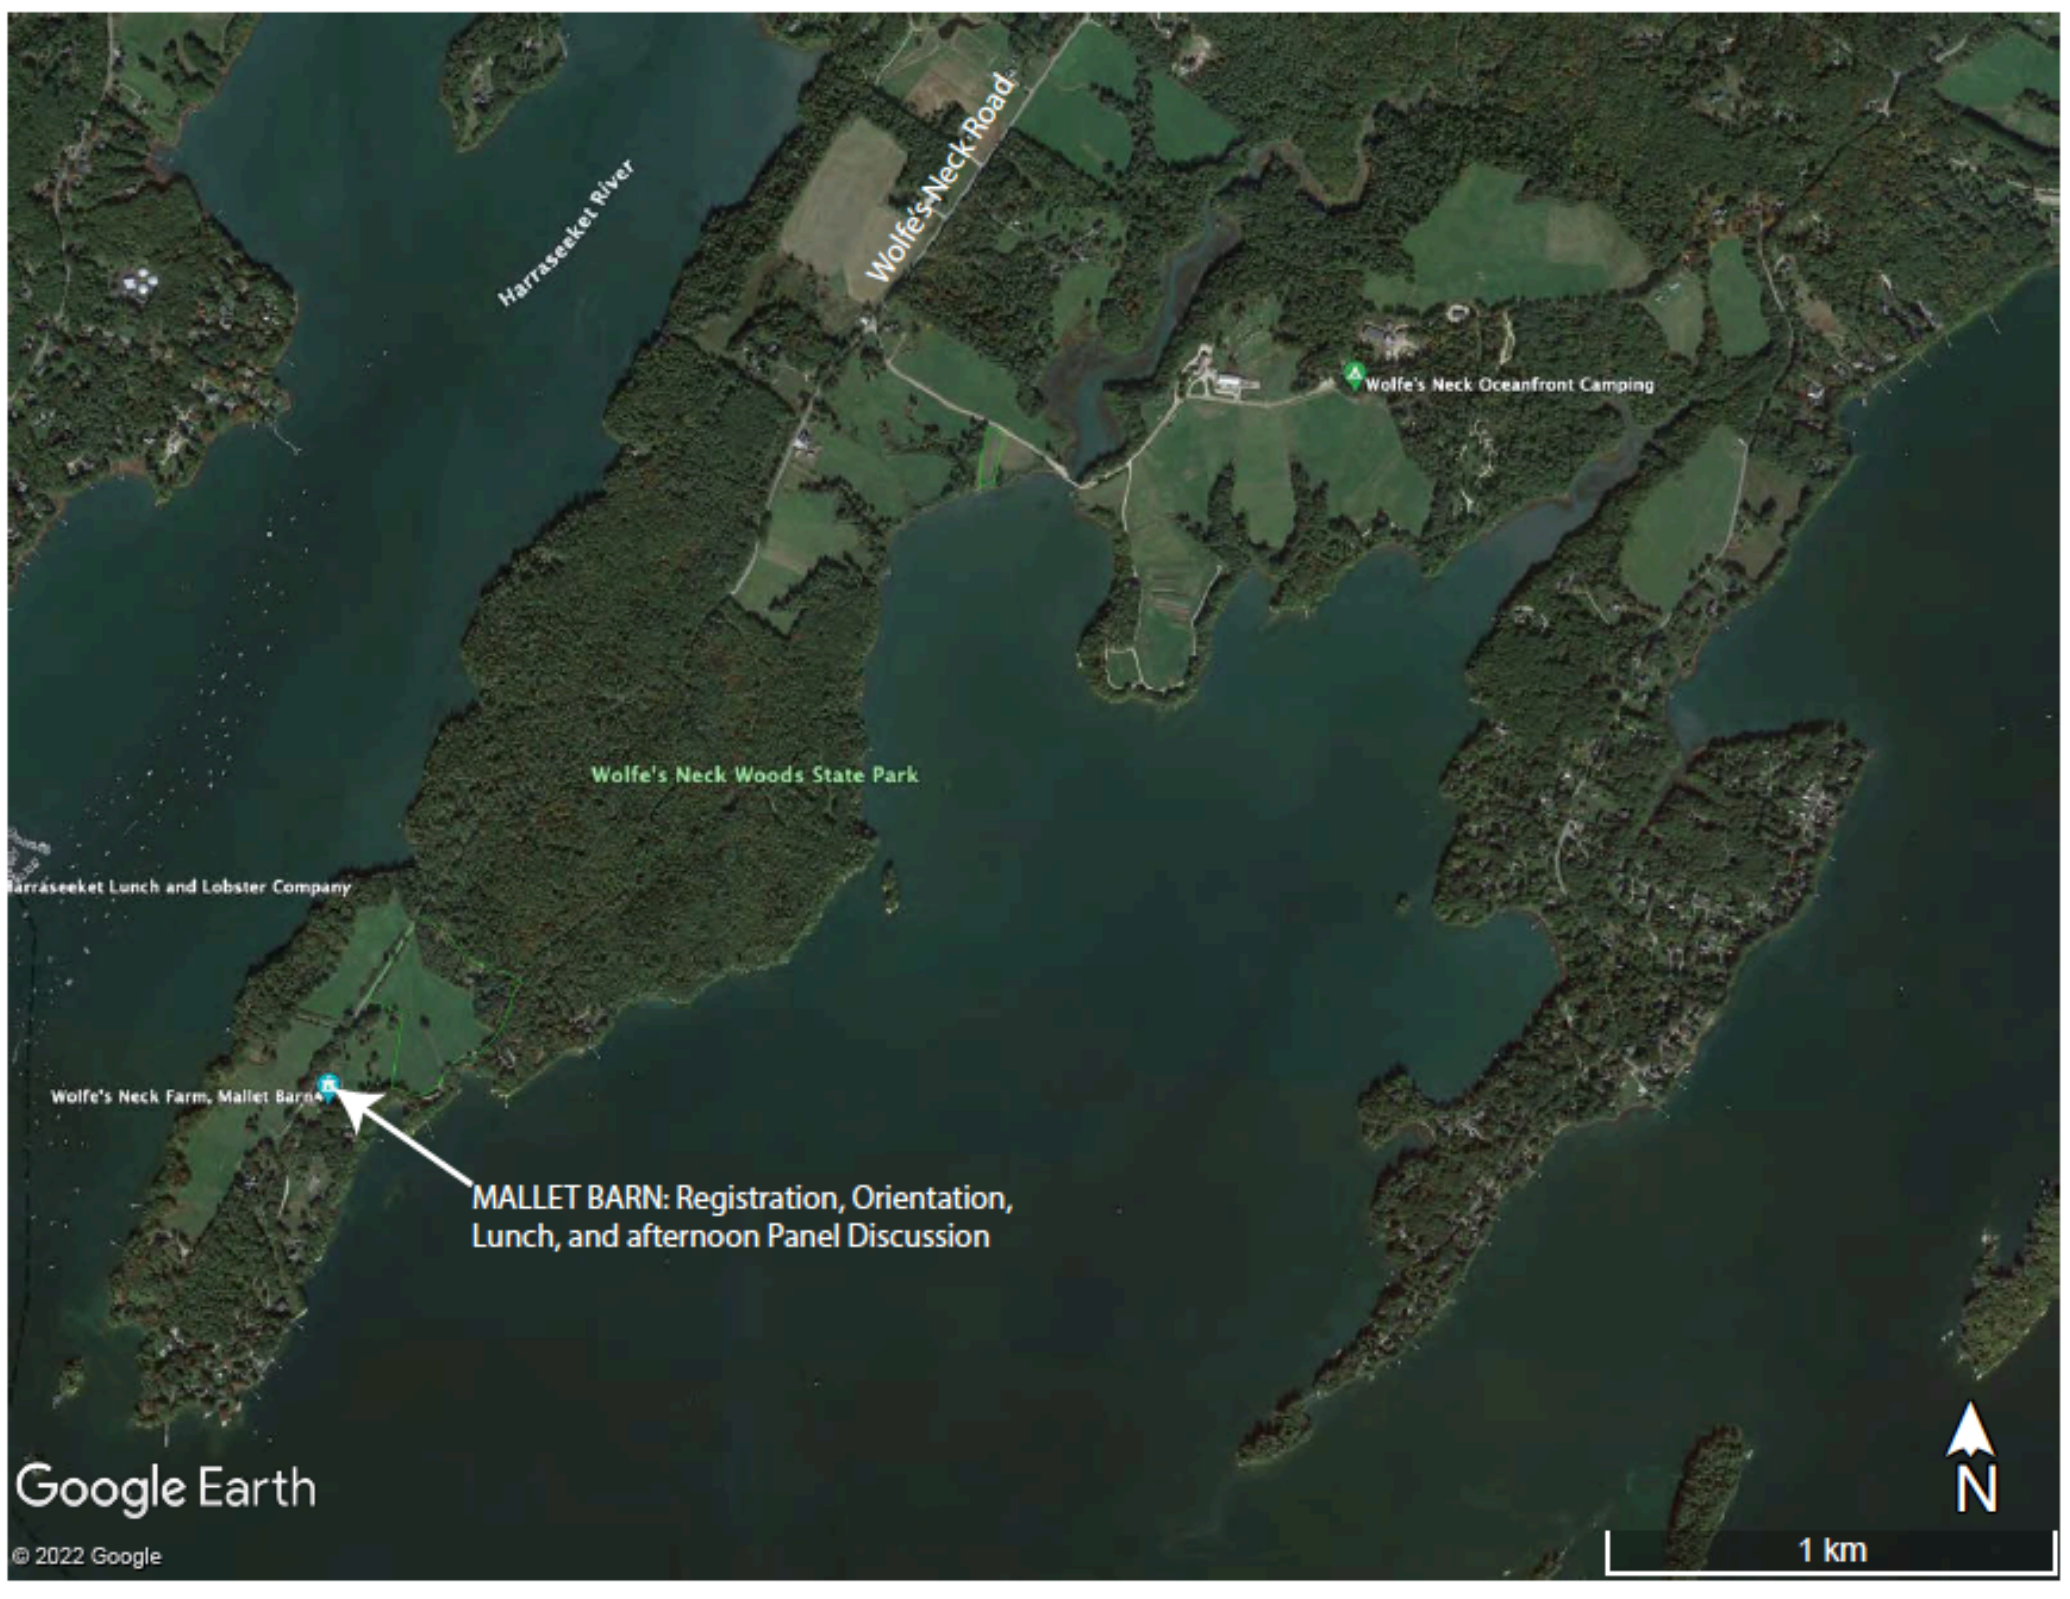 Wolfe's Neck Road
Harraseeket River
Wolfe's Neck Oceanfront Camping
Wolfe's Neck Woods State Park
Lunch and Lobster Company
Wolfe's Neck Farm, Mallet Barn
MALLET BARN: Registration, Orientation,
Lunch, and afternoon Panel Discussion
N
Google Earth
1 km
© 2022 Google